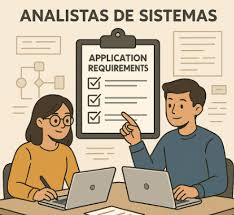 ANALISTAS DE SISTEMAS
APPLICATION
REQUIREMENTS